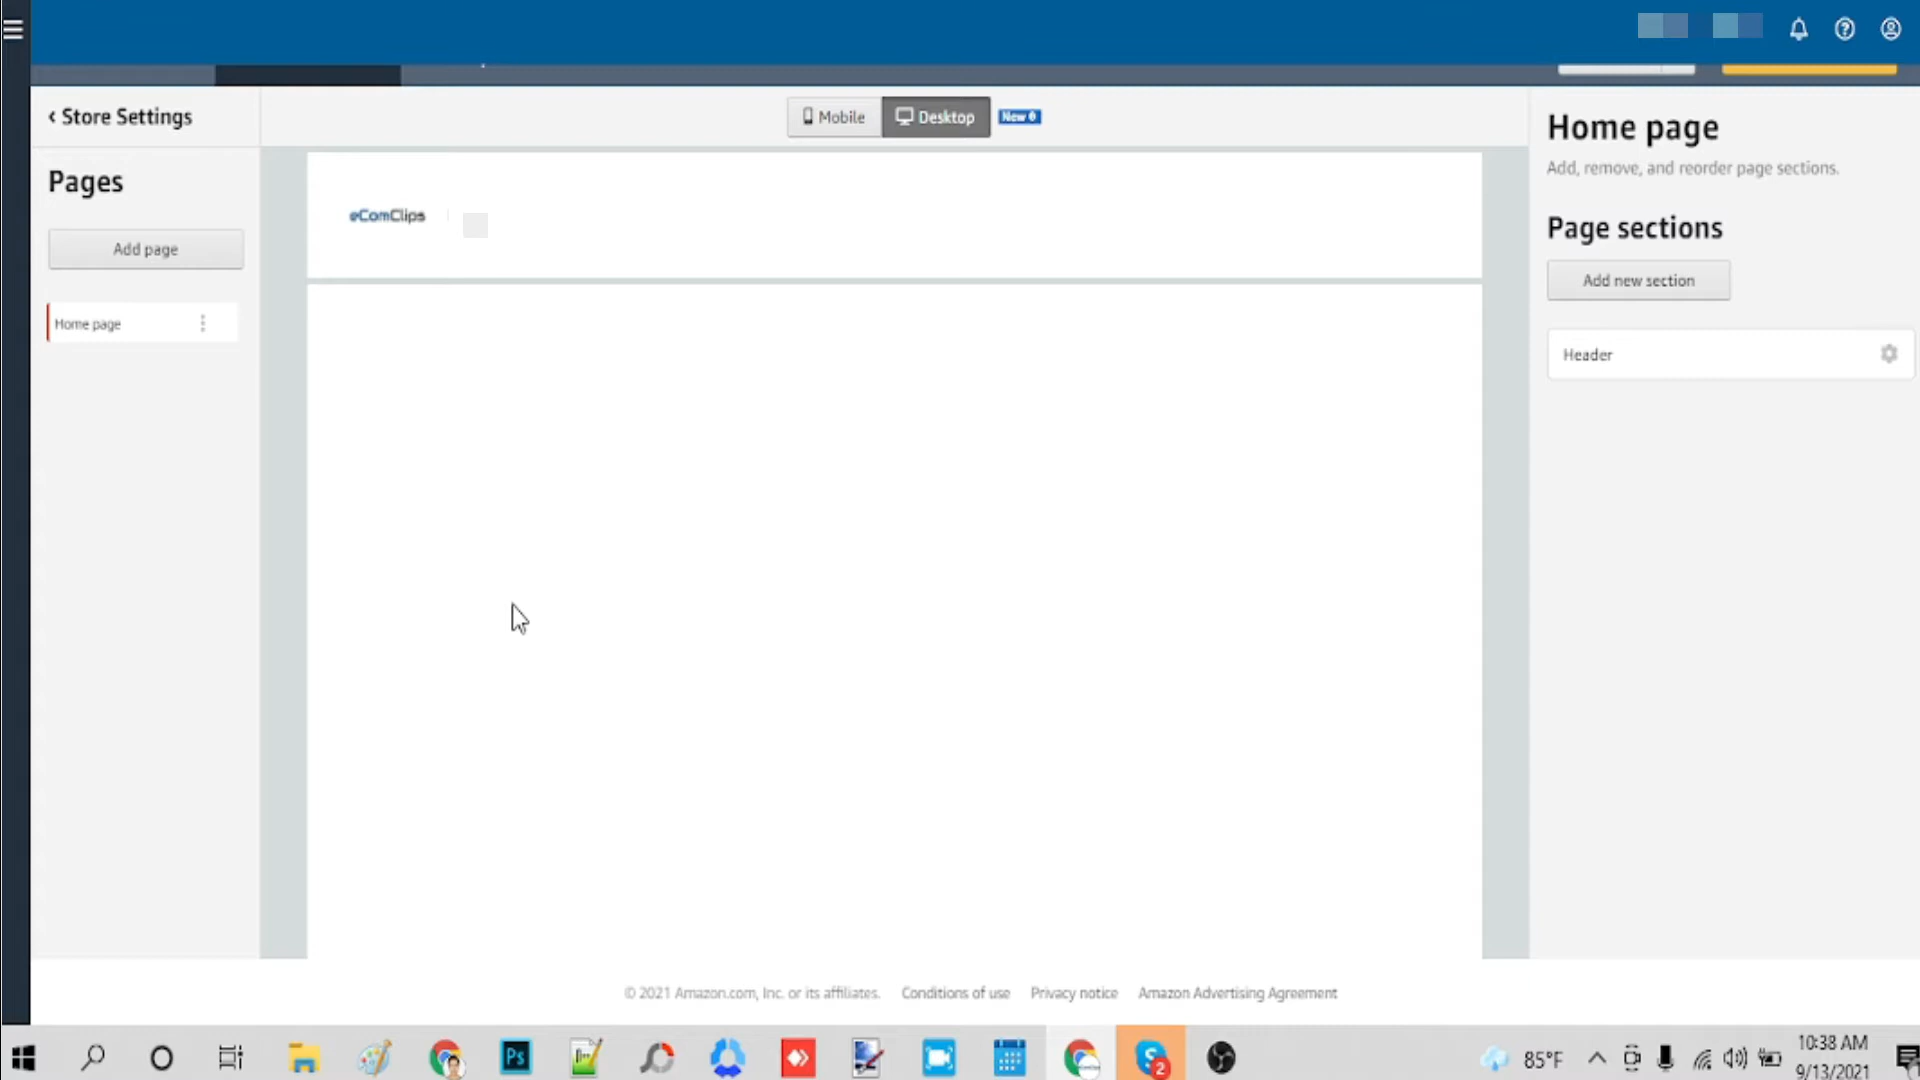 ‹ Store Settings
Mobile
Desktop
New
Home page
Add, remove, and reorder page sections.
Pages
Add page
Home page
eComClips
Page sections
Add new section
Header
© 2021 Amazon.com, Inc. or its affiliates. Conditions of use Privacy notice Amazon Advertising Agreement
Ps
S
2
85°F
10:38 AM
9/13/2021